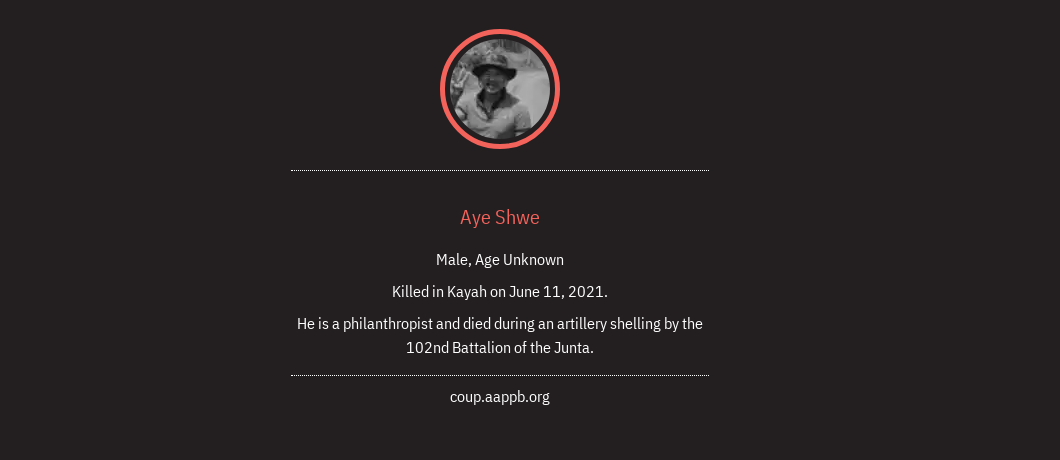 Aye Shwe
Male, Age Unknown
Killed in Kayah on June 11, 2021.
He is a philanthropist and died during an artillery shelling by the
102nd Battalion of the Junta.
coup.aappb.org